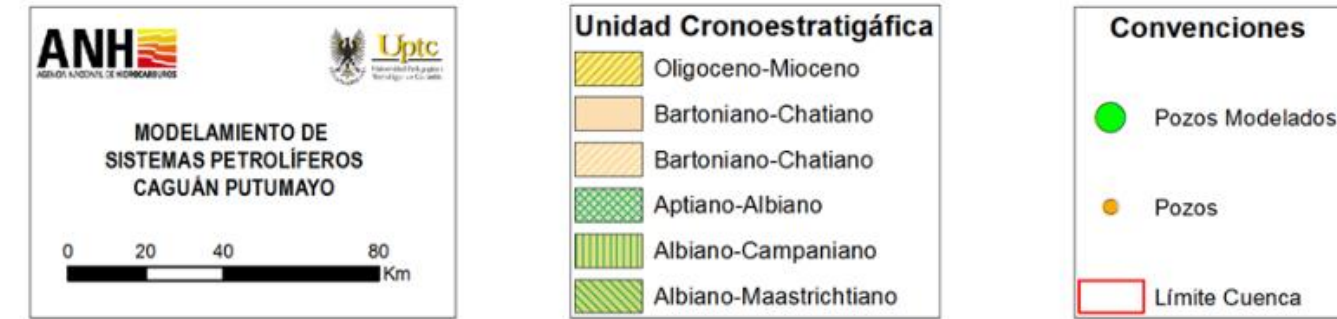 ANH
AGENCIA NACIONAL DE HIDROCARBUROS
Uptc
MODELAMIENTO DE
SISTEMAS PETROLÍFEROS
CAGUÁN PUTUMAYO
0 20 40 80
Km
Unidad Cronoestratigáfica
Oligoceno-Mioceno
Bartoniano-Chatiano
Bartoniano-Chatiano
Aptiano-Albiano
Albiano-Campaniano
Albiano-Maastrichtiano
Convenciones
Pozos Modelados
Pozos
Límite Cuenca